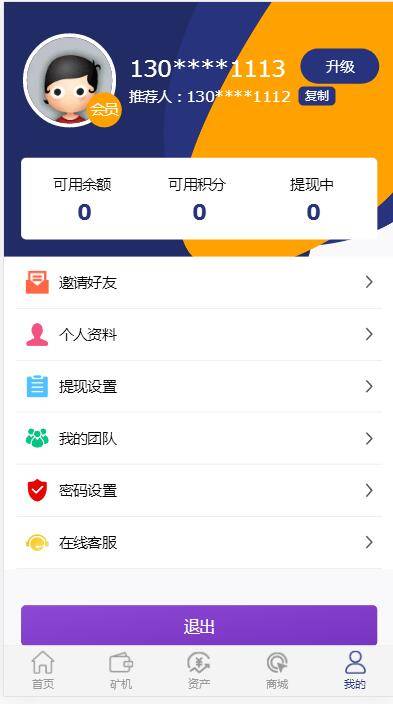 130****1113
升级
推荐人：130****1112 复制
会员
可用余额 可用积分 提现中
0 0 0
邀请好友
个人资料
提现设置
我的团队
密码设置
在线客服
退出
首页 矿机 资产 商城 我的